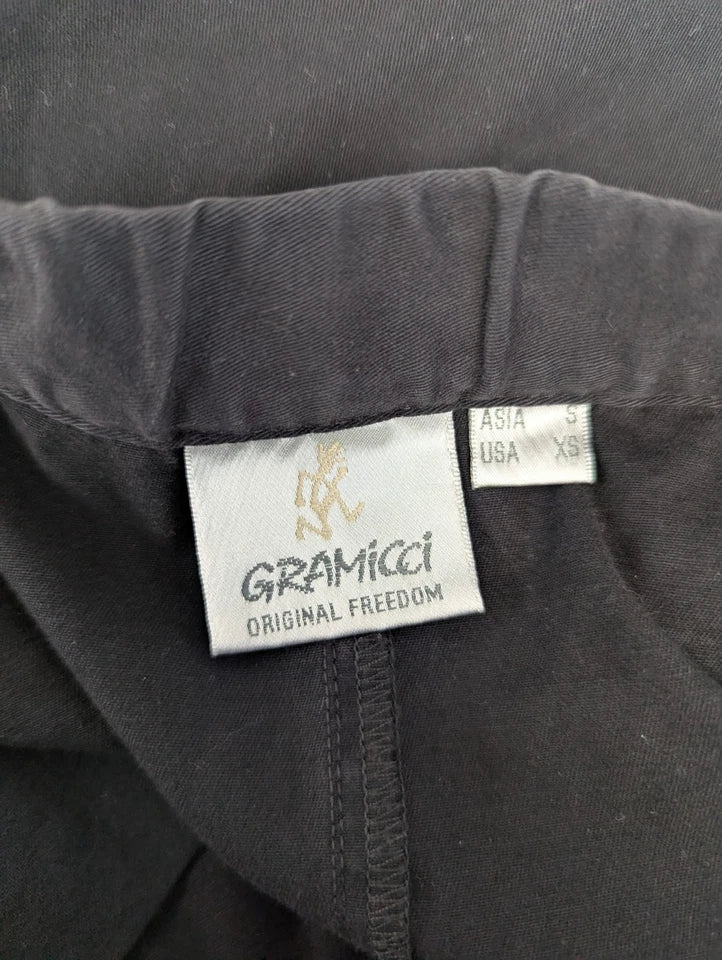 GRAMiCCi
ORIGINAL FREEDOM
ASIA S
USA XS